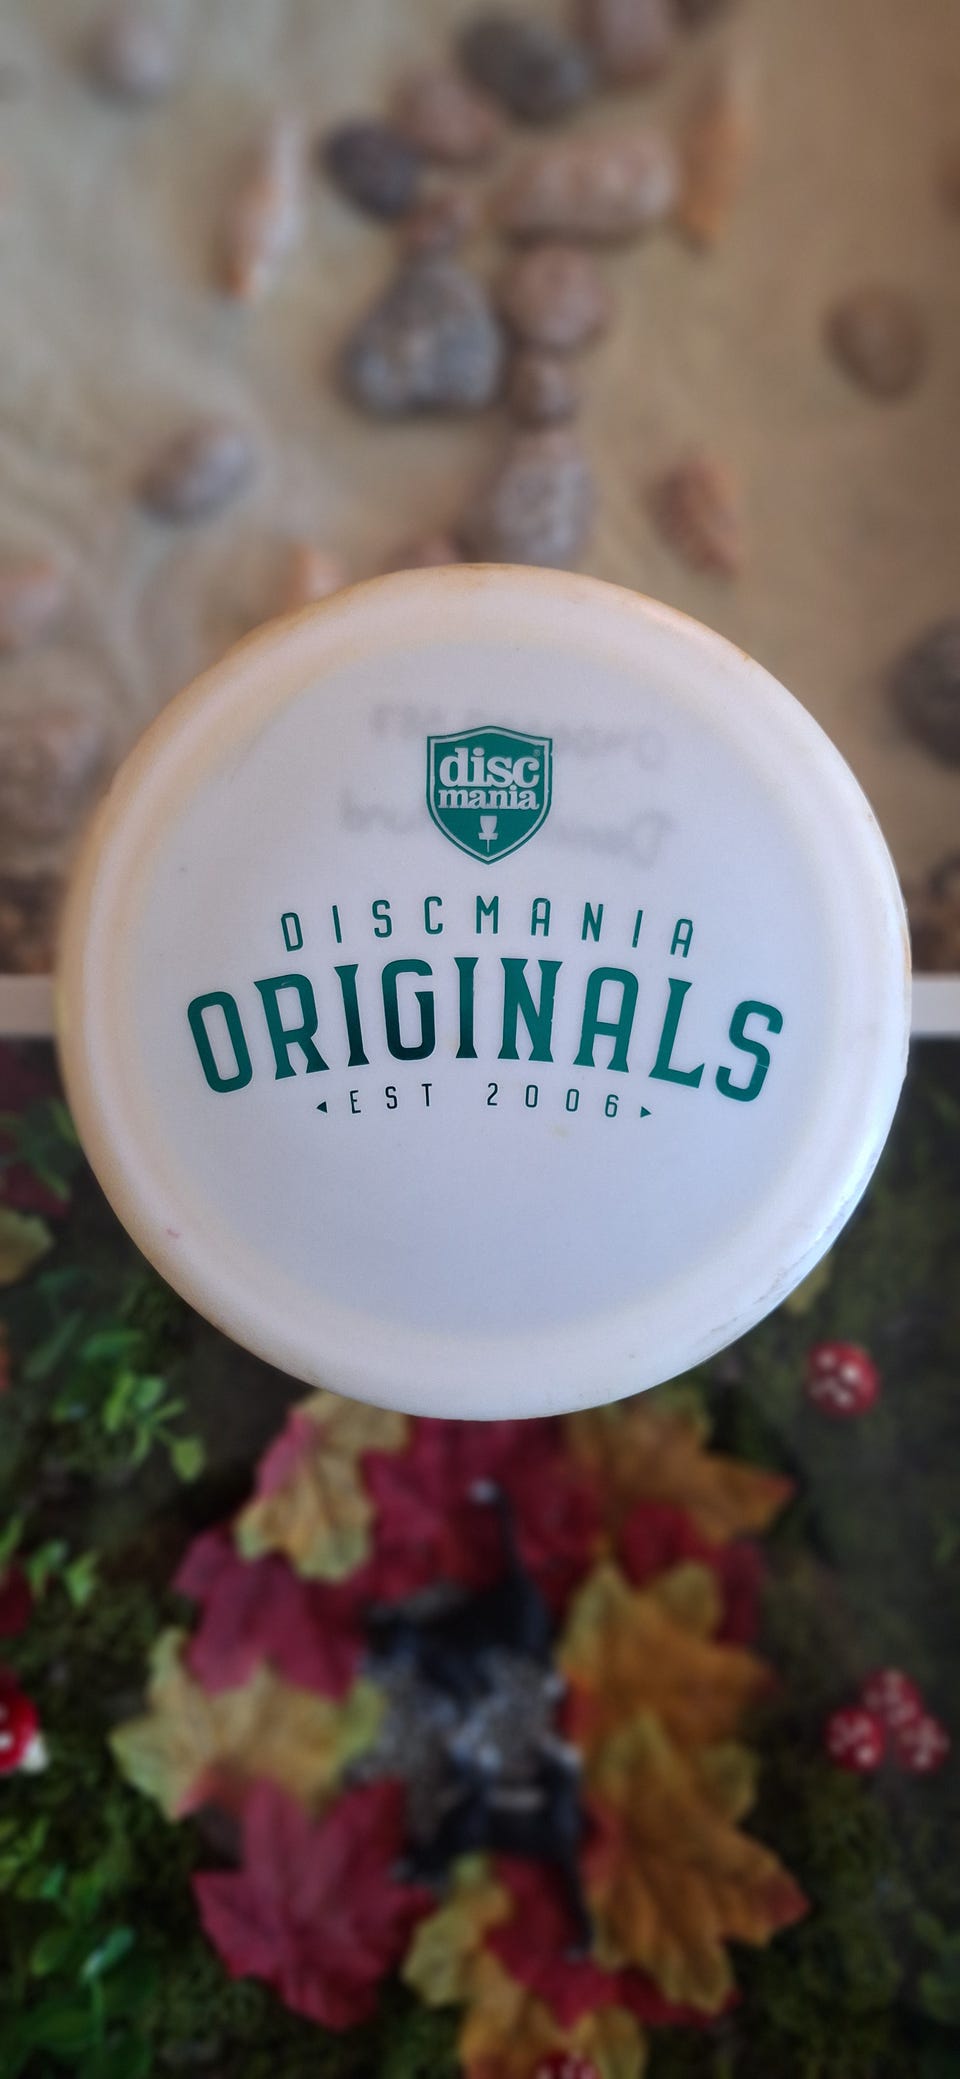 disc
mania
DISCMANIA
ORIGINALS
◂EST 2006▸